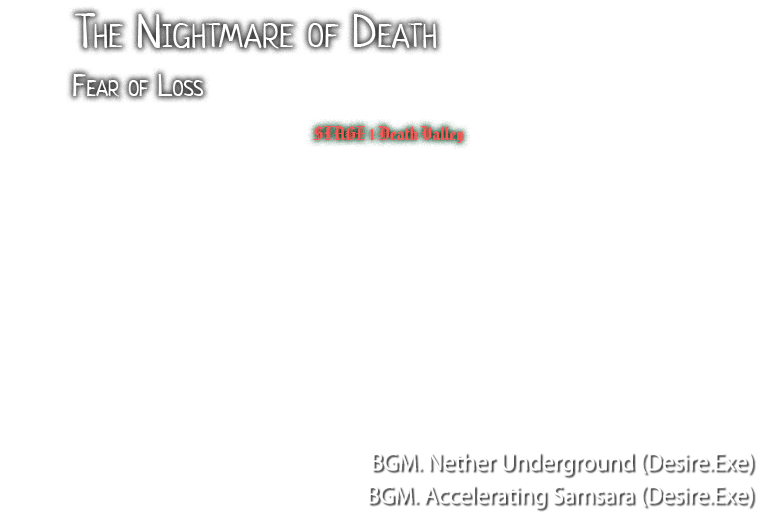 The Nightmare of Death
Fear of Loss
STAGE 1 Death Valley
BGM. Nether Underground (Desire.Exe)
BGM. Accelerating Samsara (Desire.Exe)